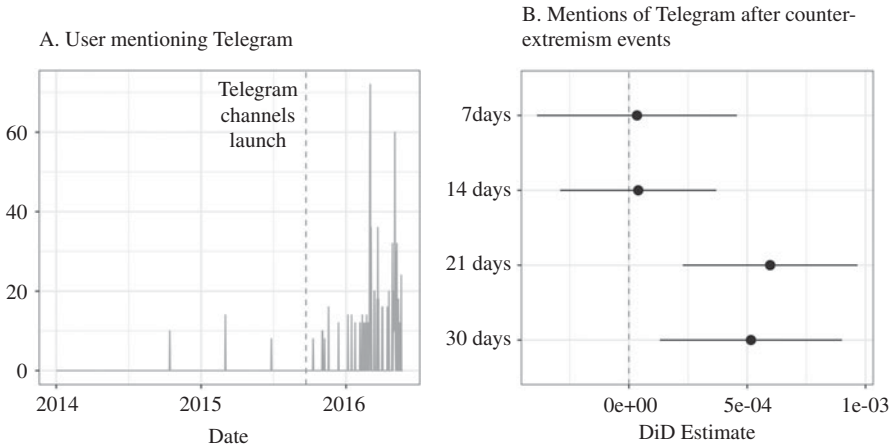 A. User mentioning Telegram
Telegram
channels
launch
60
40
20
0
2014
2015
2016
Date
B. Mentions of Telegram after counter-
extremism events
7days
14 days
21 days
30 days
0e+00
5e-04
1e-03
DiD Estimate